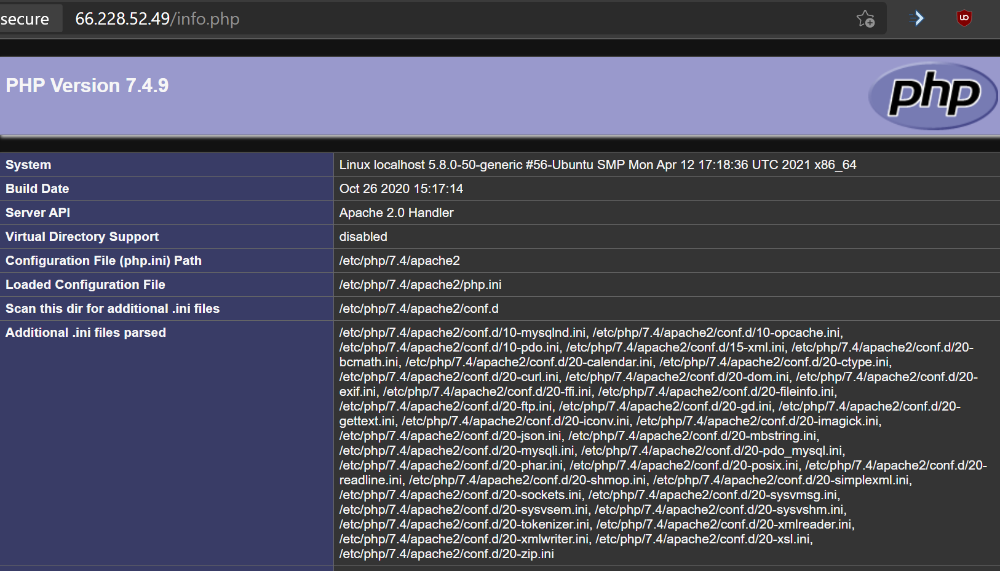 secure 66.228.52.49/info.php
UO
PHP Version 7.4.9
php
System Linux localhost 5.8.0-50-generic #56-Ubuntu SMP Mon Apr 12 17:18:36 UTC 2021 x86_64
Build Date Oct 26 2020 15:17:14
Server API Apache 2.0 Handler
Virtual Directory Support disabled
Configuration File (php.ini) Path /etc/php/7.4/apache2
Loaded Configuration File /etc/php/7.4/apache2/php.ini
Scan this dir for additional .ini files /etc/php/7.4/apache2/conf.d
Additional .ini files parsed /etc/php/7.4/apache2/conf.d/10-mysqlnd.ini, /etc/php/7.4/apache2/conf.d/10-opcache.ini,
/etc/php/7.4/apache2/conf.d/10-pdo.ini, /etc/php/7.4/apache2/conf.d/15-xml.ini, /etc/php/7.4/apache2/conf.d/20-
bcmath.ini, /etc/php/7.4/apache2/conf.d/20-calendar.ini, /etc/php/7.4/apache2/conf.d/20-ctype.ini,
/etc/php/7.4/apache2/conf.d/20-curl.ini, /etc/php/7.4/apache2/conf.d/20-dom.ini, /etc/php/7.4/apache2/conf.d/20-
exif.ini, /etc/php/7.4/apache2/conf.d/20-ffi.ini, /etc/php/7.4/apache2/conf.d/20-fileinfo.ini,
/etc/php/7.4/apache2/conf.d/20-ftp.ini, /etc/php/7.4/apache2/conf.d/20-gd.ini, /etc/php/7.4/apache2/conf.d/20-
gettext.ini, /etc/php/7.4/apache2/conf.d/20-iconv.ini, /etc/php/7.4/apache2/conf.d/20-imagick.ini,
/etc/php/7.4/apache2/conf.d/20-json.ini, /etc/php/7.4/apache2/conf.d/20-mbstring.ini,
/etc/php/7.4/apache2/conf.d/20-mysqli.ini, /etc/php/7.4/apache2/conf.d/20-pdo_mysql.ini,
/etc/php/7.4/apache2/conf.d/20-phar.ini, /etc/php/7.4/apache2/conf.d/20-posix.ini, /etc/php/7.4/apache2/conf.d/20-
readline.ini, /etc/php/7.4/apache2/conf.d/20-shmop.ini, /etc/php/7.4/apache2/conf.d/20-simplexml.ini,
/etc/php/7.4/apache2/conf.d/20-sockets.ini, /etc/php/7.4/apache2/conf.d/20-sysvmsg.ini,
/etc/php/7.4/apache2/conf.d/20-sysvsem.ini, /etc/php/7.4/apache2/conf.d/20-sysvshm.ini,
/etc/php/7.4/apache2/conf.d/20-tokenizer.ini, /etc/php/7.4/apache2/conf.d/20-xmlreader.ini,
/etc/php/7.4/apache2/conf.d/20-xmlwriter.ini, /etc/php/7.4/apache2/conf.d/20-xsl.ini,
/etc/php/7.4/apache2/conf.d/20-zip.ini